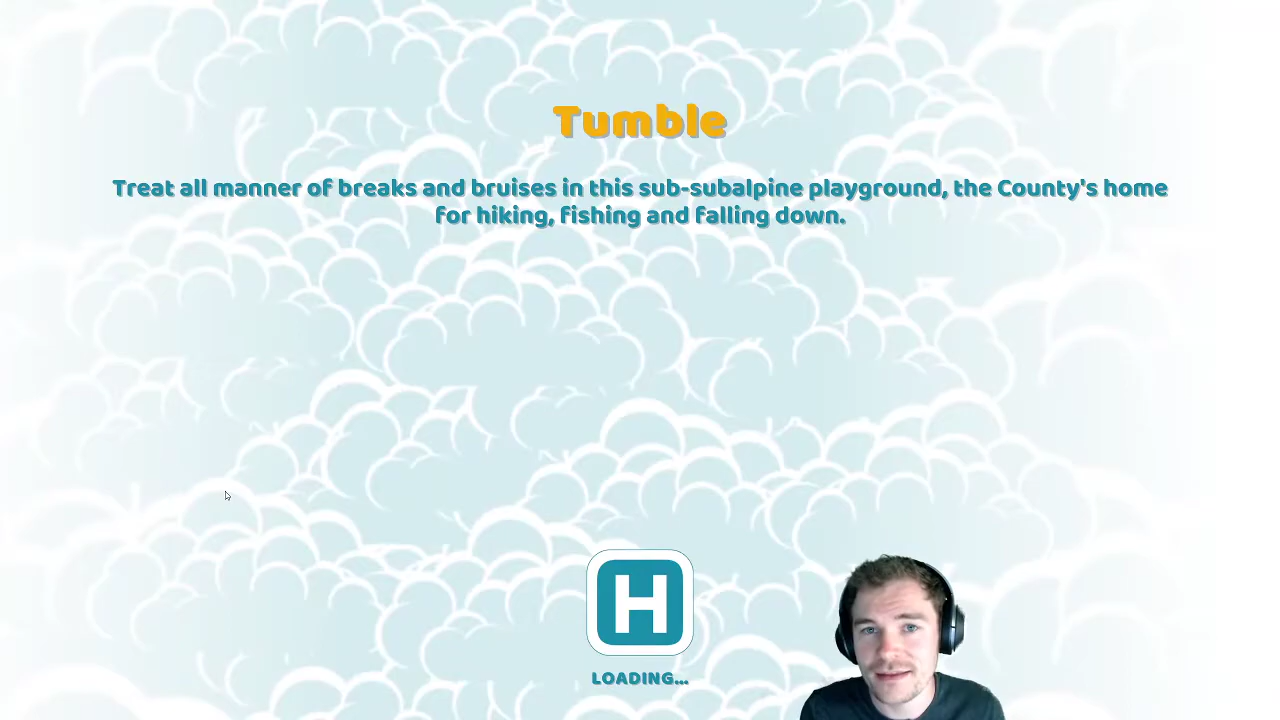 Tumble
Treat all manner of breaks and bruises in this sub-subalpine playground, the County's home
for hiking, fishing and falling down.
H
LOADING...